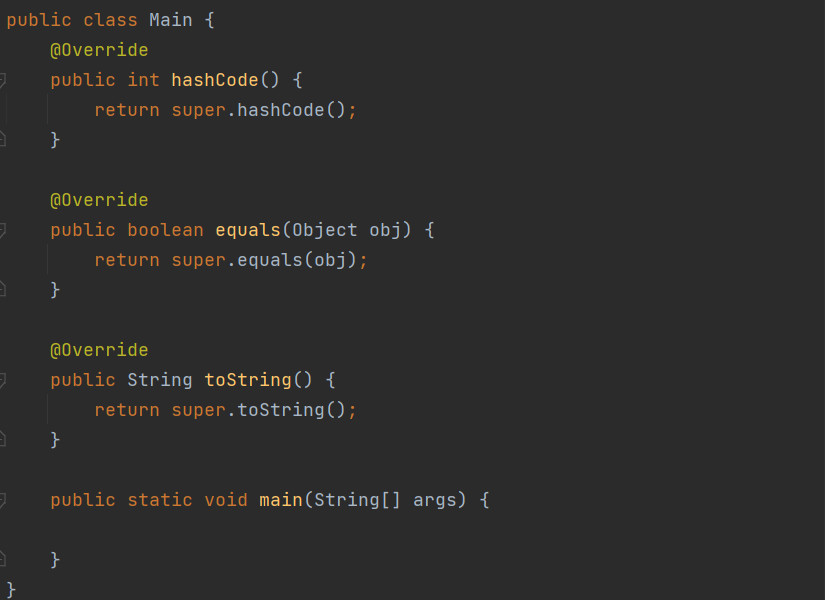 public class Main {
    @Override
    public int hashCode() {
        return super.hashCode();
    }
    @Override
    public boolean equals(Object obj) {
        return super.equals(obj);
    }
    @Override
    public String toString() {
        return super.toString();
    }
    public static void main(String[] args) {
    }
}